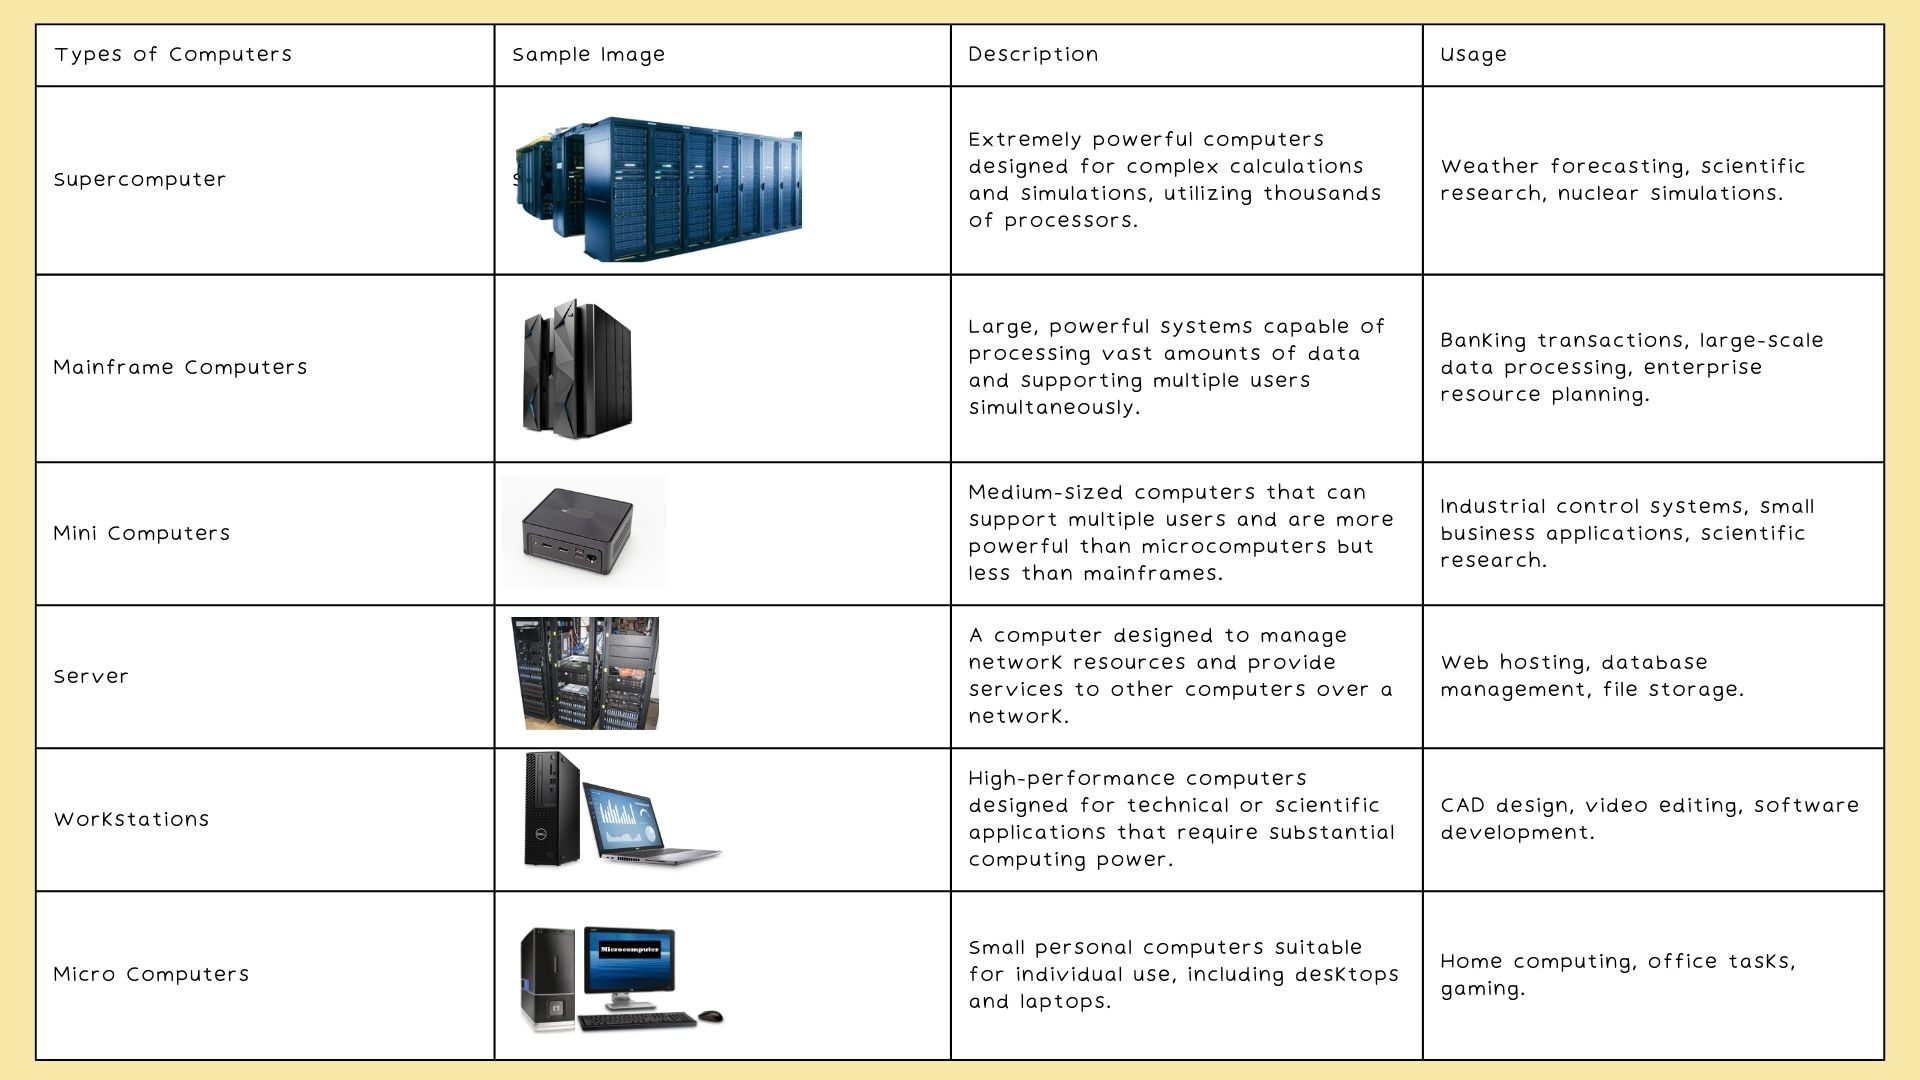 Types of Computers
Sample Image
Description
Usage
Supercomputer
S
Extremely powerful computers
designed for complex calculations
and simulations, utilizing thousands
of processors.
Weather forecasting, scientific
research, nuclear simulations.
Mainframe Computers
Large, powerful systems capable of
processing vast amounts of data
and supporting multiple users
simultaneously.
Banking transactions, large-scale
data processing, enterprise
resource planning.
Mini Computers
Medium-sized computers that can
support multiple users and are more
powerful than microcomputers but
less than mainframes.
Industrial control systems, small
business applications, scientific
research.
Server
A computer designed to manage
network resources and provide
services to other computers over a
network.
Web hosting, database
management, file storage.
Workstations
DELL
High-performance computers
designed for technical or scientific
applications that require substantial
computing power.
CAD design, video editing, software
development.
Micro Computers
Microcomputer
Small personal computers suitable
for individual use, including desktops
and laptops.
Home computing, office tasks,
gaming.